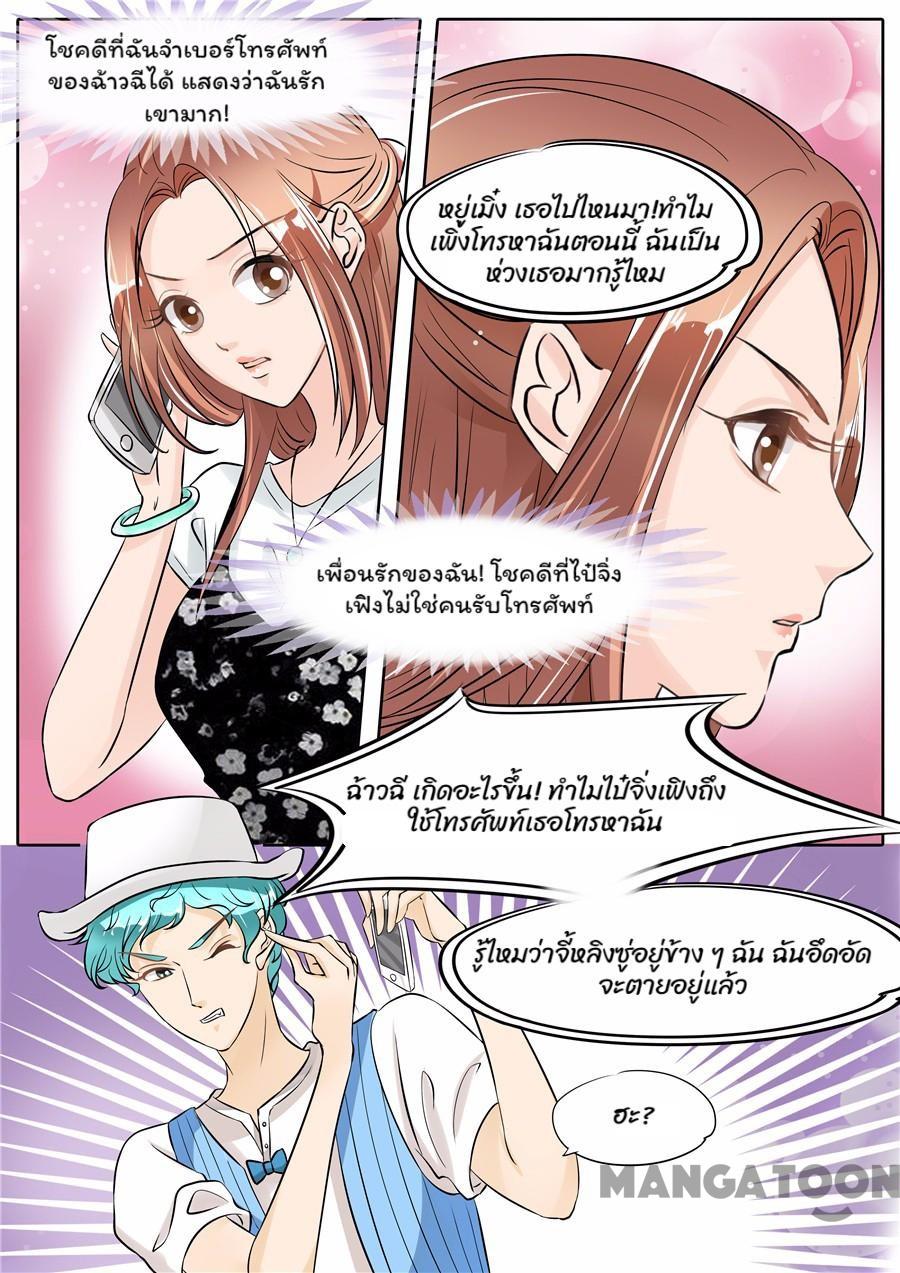 โชคดีที่ฉันจำเบอร์โทรศัพท์
ของฉ้าวฉีได้ แสดงว่าฉันรัก
เขามาก!
หยู่เมิ๋ง เธอไปไหนมา!ทำไม
เพิ่งโทรหาฉันตอนนี้ ฉันเป็น
ห่วงเธอมากรู้ไหม
เพื่อนรักของฉัน! โชคดีที่ไป๋จิ่ง
เฟิงไม่ใช่คนรับโทรศัพท์
ฉ้าวฉี เกิดอะไรขึ้น! ทำไมไป๋จิ่งเฟิงถึง
ใช้โทรศัพท์เธอโทรหาฉัน
รู้ไหมว่าจี้หลิงซู่อยู่ข้าง ๆ ฉัน ฉันอึดอัด
จะตายอยู่แล้ว
ฮะ?
MANGATOON